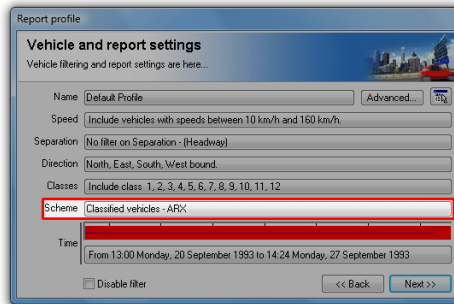 Report profile
Vehicle and report settings
Vehicle filtering and report settings are here...
Name Default Profile Advanced...
Speed Include vehicles with speeds between 10 km/h and 160 km/h.
Separation No filter on Separation - (Headway)
Direction North, East, South, West bound.
Classes Include class 1, 2, 3, 4, 5, 6, 7, 8, 9, 10, 11, 12
Scheme Classified vehicles - ARX
Time
From 13:00 Monday, 20 September 1993 to 14:24 Monday, 27 September 1993
Disable filter << Back Next >>